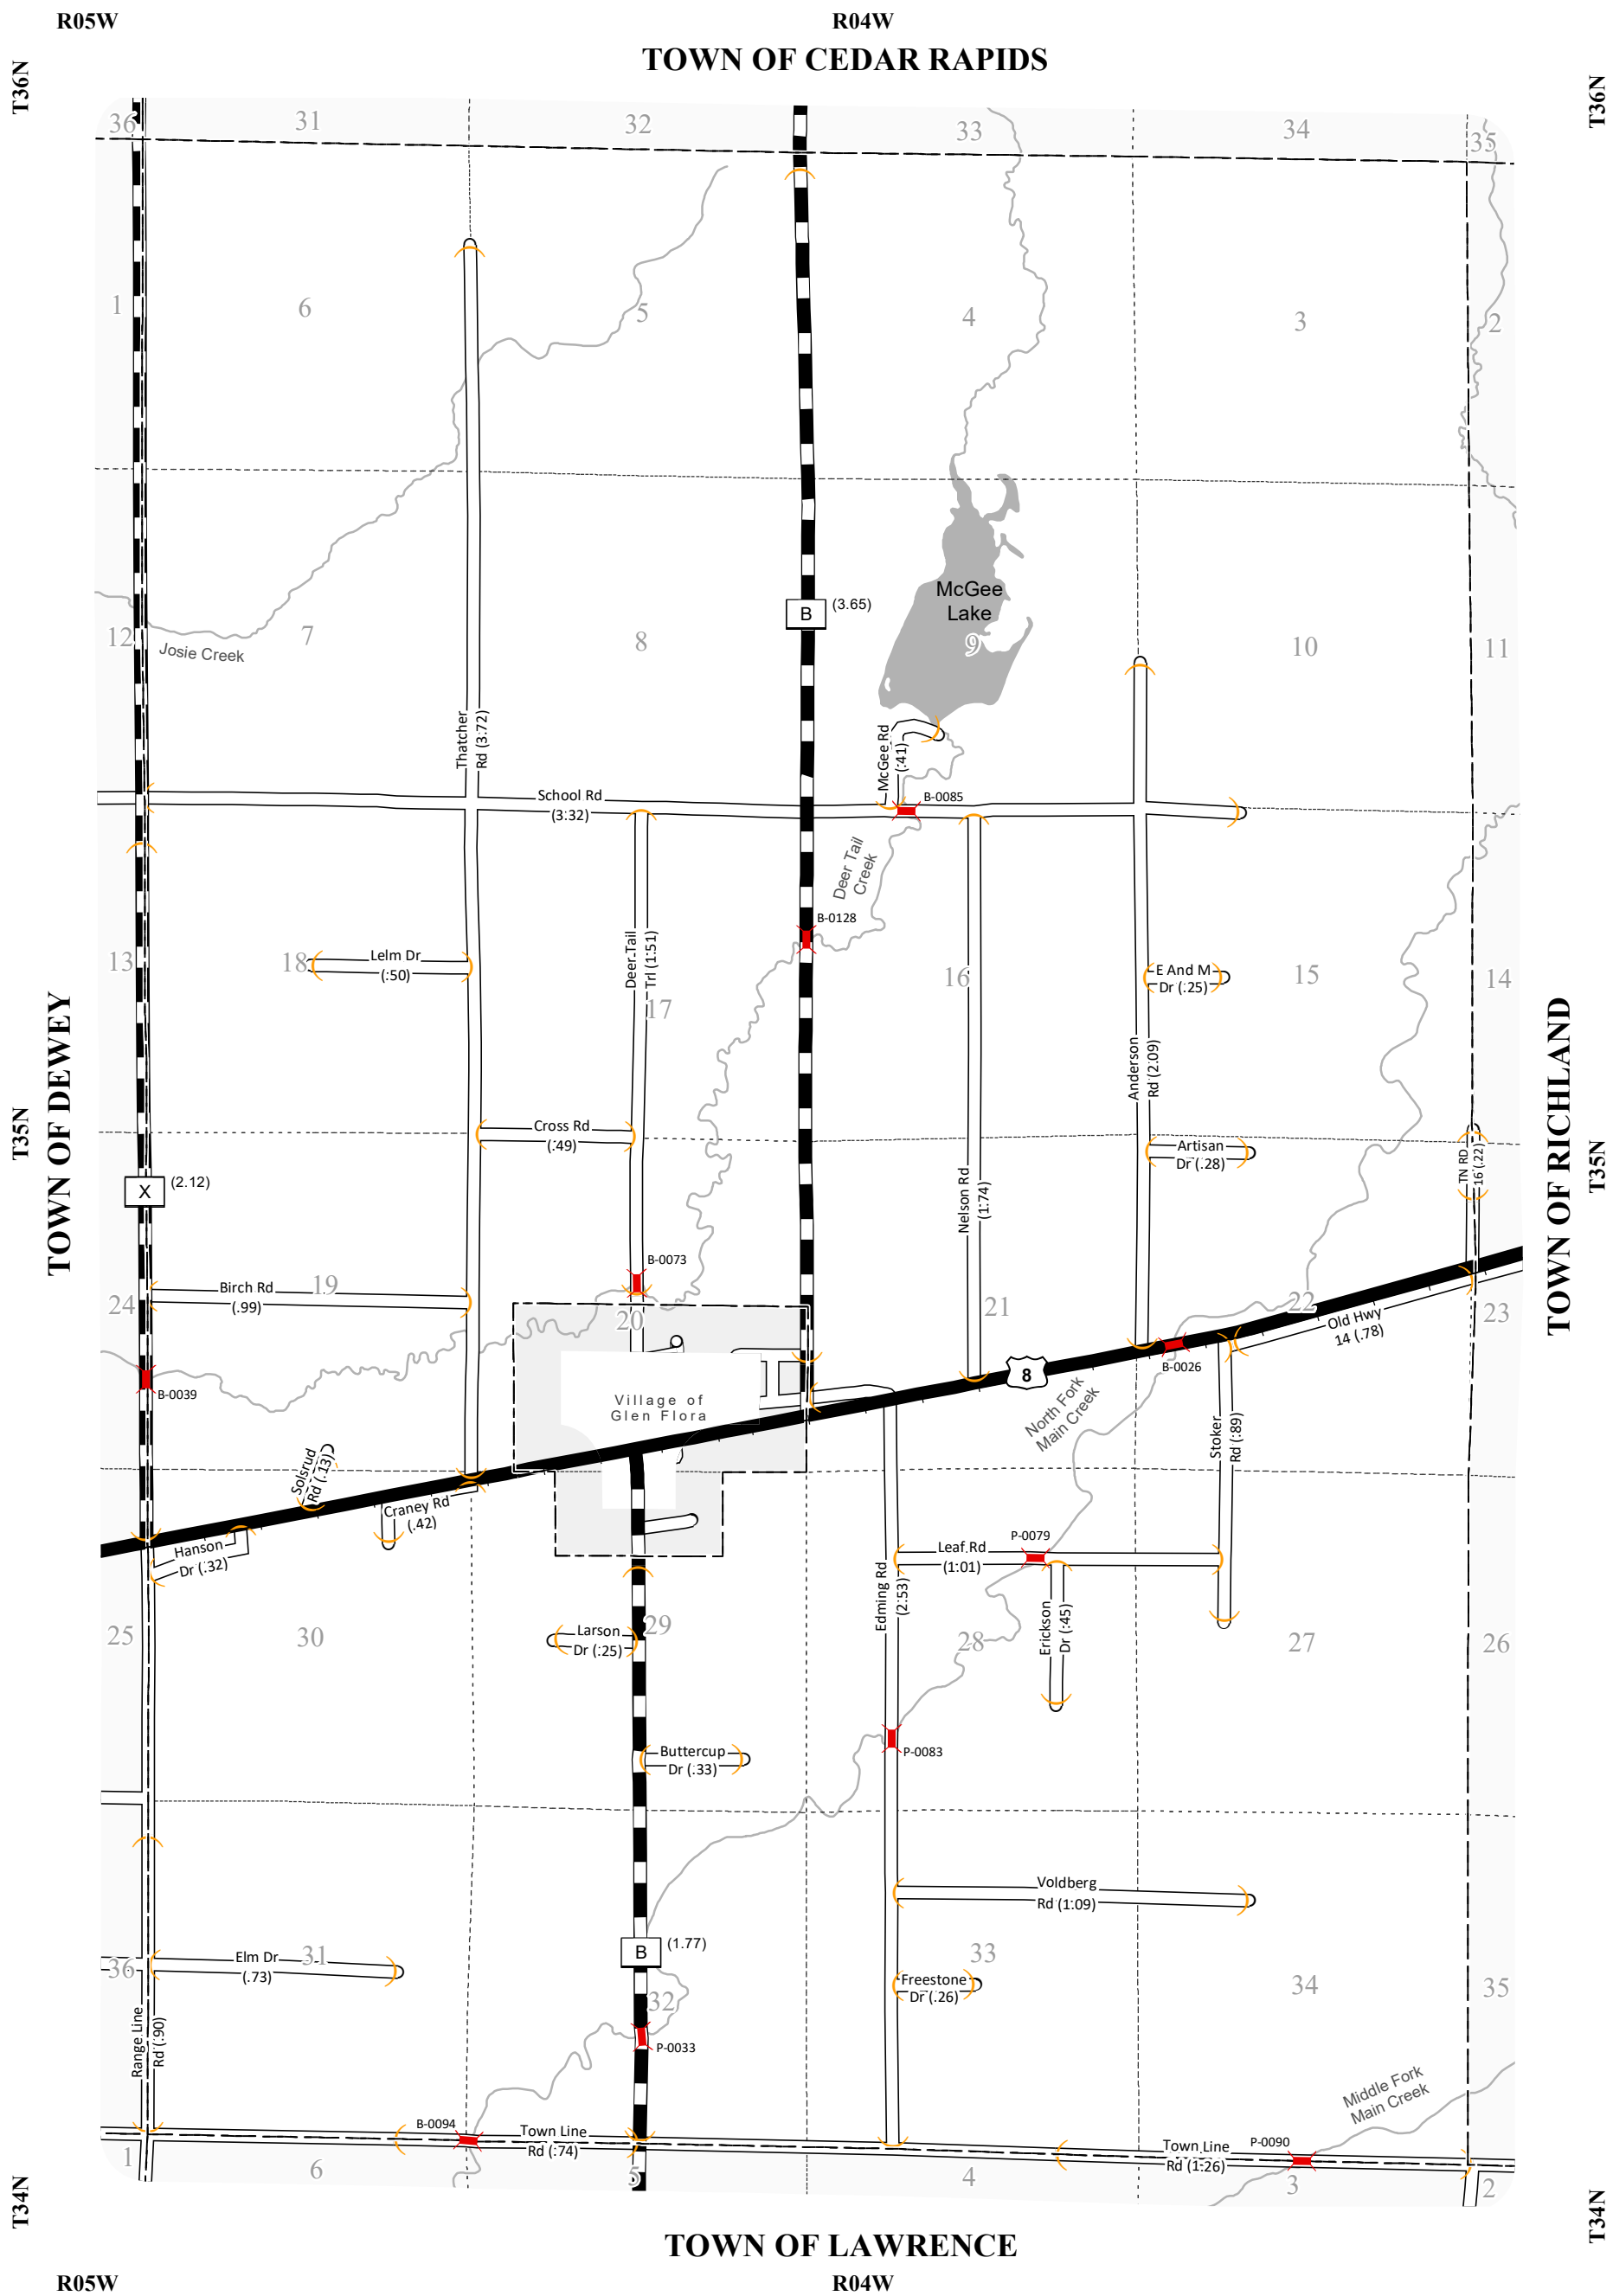 R05W
R04W
TOWN OF CEDAR RAPIDS
T36N
T36N
36
31
32
33
34
35
1
6
5
4
3
2
McGee
Lake
B
(3.65)
12
7
8
9
10
11
Josie Creek
Thatcher
Rd (3.72)
McGee Rd
(.41)
School Rd
(3.32)
B-0085
Deer Tail
Creek
B-0128
13
18
Lelm Dr
(.50)
Deer Tail
Trl (1.51)
17
16
E And M
Dr (.25)
15
14
TOWN OF DEWEY
TOWN OF RICHLAND
Anderson
Rd (2.09)
T35N
T35N
Cross Rd
(.49)
Artisan
Dr (.28)
TN RD
16 (.22)
X
(2.12)
Nelson Rd
(1.74)
B-0073
24
Birch Rd
(.99)
19
20
21
22
23
Old Hwy
14 (.78)
B-0039
8
B-0026
Village of
Glen Flora
North Fork
Main Creek
Stoker
Rd (.89)
Solsrud
Rd (.13)
Craney Rd
(.42)
Hanson
Dr (.32)
P-0079
Leaf Rd
(1.01)
Edming Rd
(2.53)
Erickson
Dr (.45)
25
30
Larson
Dr (.25)
29
28
27
26
Buttercup
Dr (.33)
P-0083
Voldberg
Rd (1.09)
B
(1.77)
36
Elm Dr
(.73)
31
32
33
34
35
Freestone
Dr (.26)
Range Line
Rd (.90)
P-0033
Middle Fork
Main Creek
B-0094
Town Line
Rd (.74)
Town Line
Rd (1.26)
P-0090
1
6
5
4
3
2
T34N
T34N
TOWN OF LAWRENCE
R05W
R04W